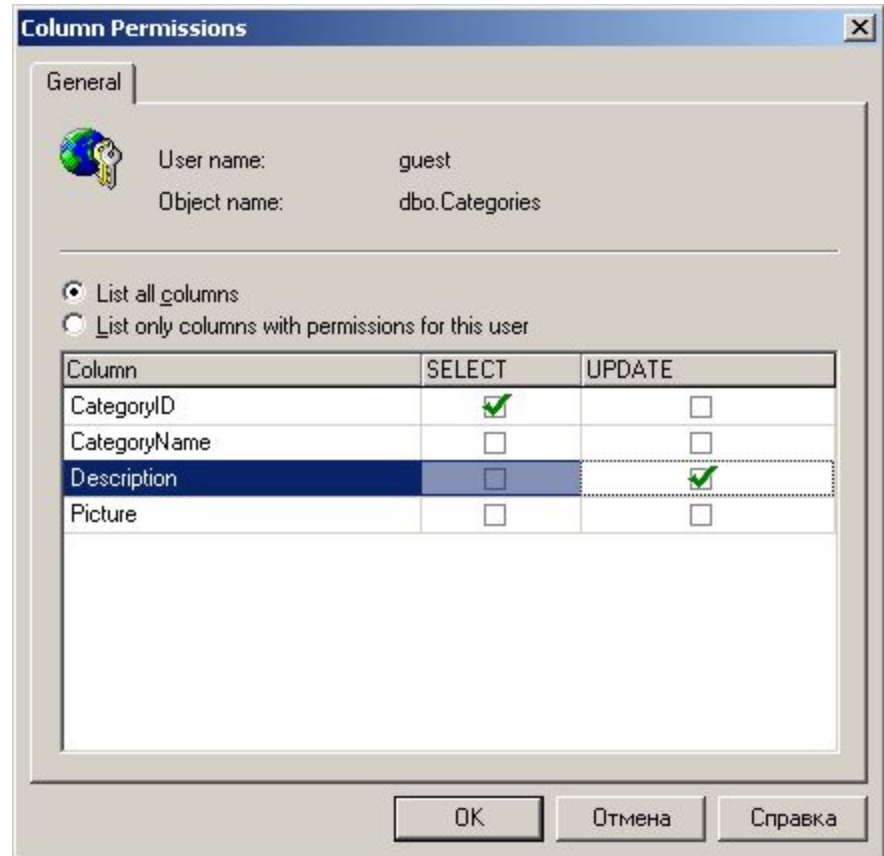 Column Permissions
General
User name: guest
Object name: dbo.Categories
List all columns
List only columns with permissions for this user
Column SELECT UPDATE
CategoryID
CategoryName
Description
Picture
OK Отмена Справка